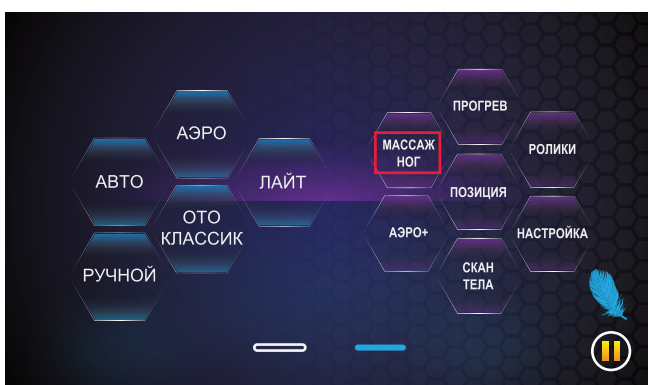 АЭРО
АВТО
ЛАЙТ
ОТО
КЛАССИК
РУЧНОЙ
ПРОГРЕВ
МАССАЖ
НОГ
РОЛИКИ
ПОЗИЦИЯ
АЭРО+
НАСТРОЙКА
СКАН
ТЕЛА